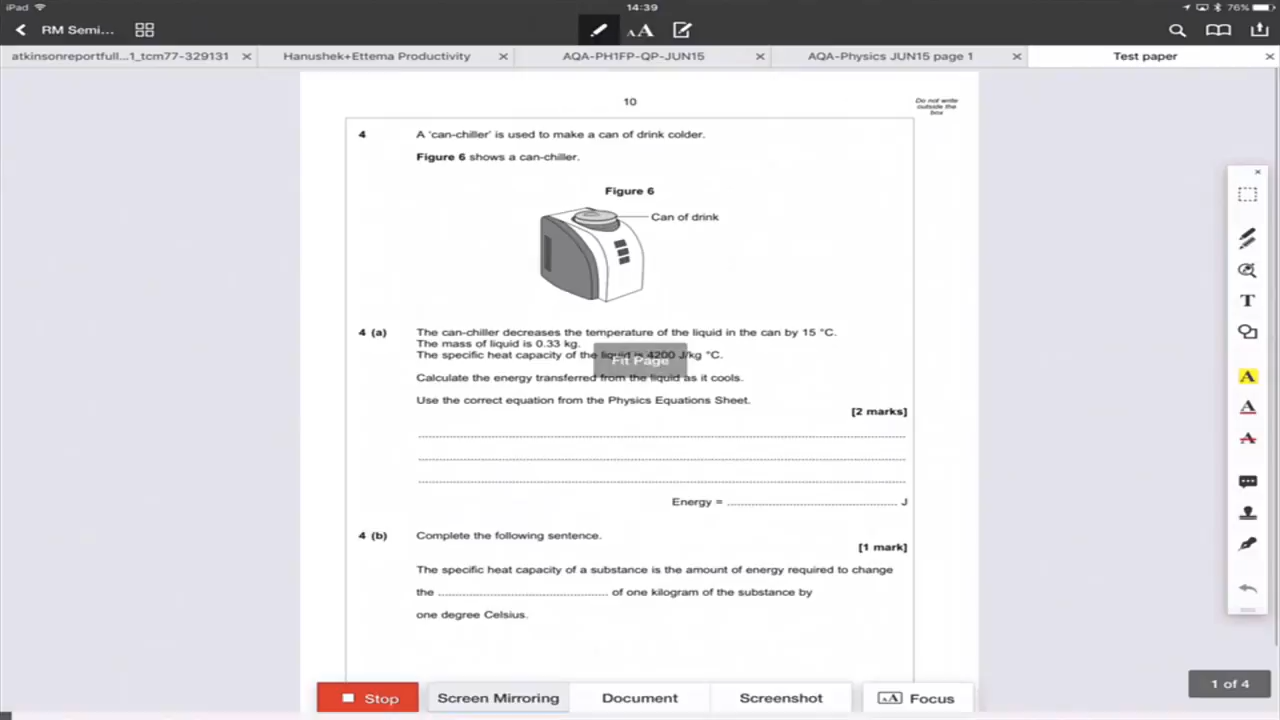 iPad
14:39
76%
RM Semi...
AA
atkinsonreportfull...1_tcm77-329131
Hanushek+Ettema Productivity
AQA-PH1FP-QP-JUN15
AQA-Physics JUN15 page 1
Test paper
10
Do not write
outside the
box
4 A ‘can-chiller’ is used to make a can of drink colder.
Figure 6 shows a can-chiller.
Figure 6
Can of drink
4 (a) The can-chiller decreases the temperature of the liquid in the can by 15 °C.
The mass of liquid is 0.33 kg.
The specific heat capacity of the liquid is 4200 J/kg °C.
Fit Page
Calculate the energy transferred from the liquid as it cools.
Use the correct equation from the Physics Equations Sheet.
[2 marks]
Energy = ............ J
4 (b) Complete the following sentence.
[1 mark]
The specific heat capacity of a substance is the amount of energy required to change
the ............ of one kilogram of the substance by
one degree Celsius.
T
A
A
A
1 of 4
Stop
Screen Mirroring
Document
Screenshot
AA Focus